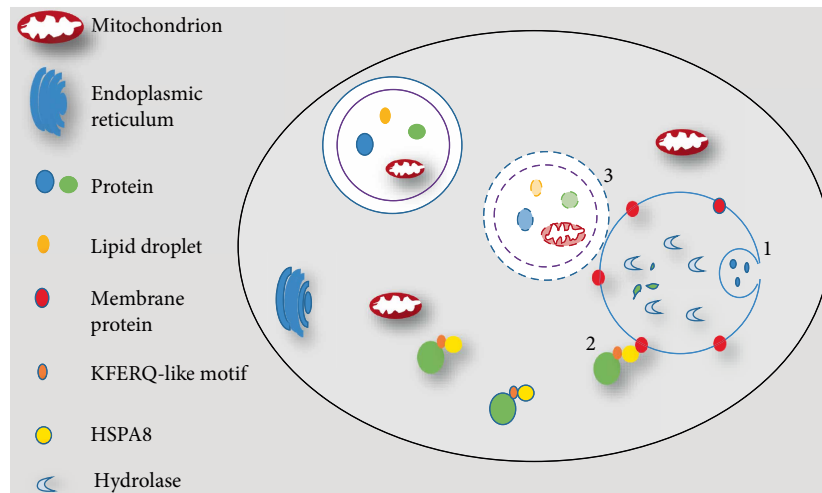 Mitochondrion
Endoplasmic
reticulum
Protein
Lipid droplet
Membrane
protein
KFERQ-like motif
HSPA8
Hydrolase
3
1
2